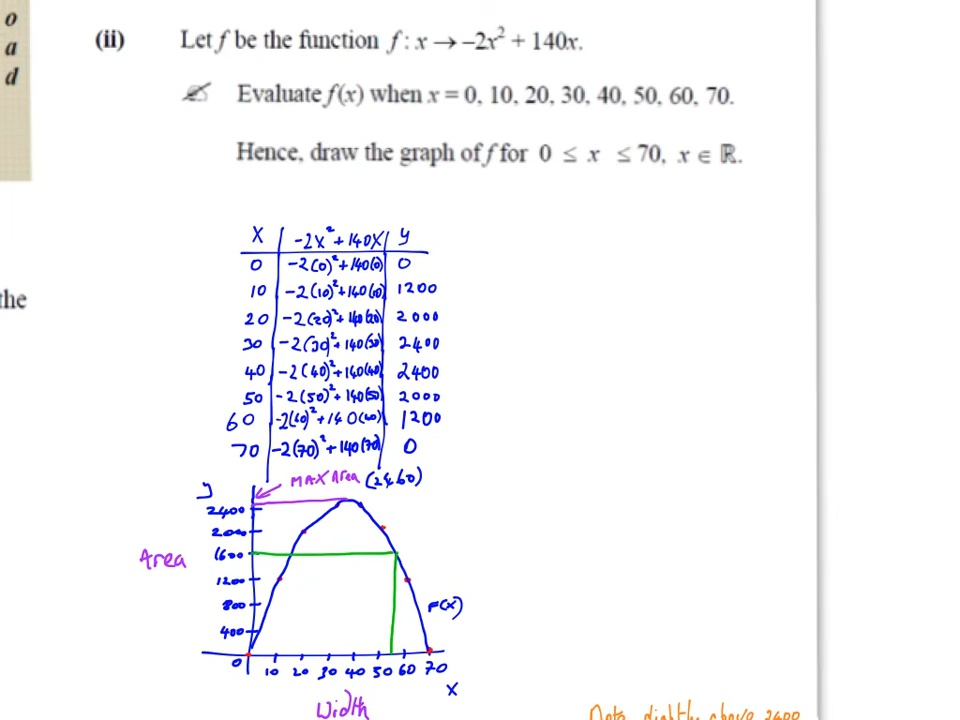 o
a
d
the
(ii) Let f be the function f : x → –2x² + 140x.
Evaluate f(x) when x = 0, 10, 20, 30, 40, 50, 60, 70.
Hence, draw the graph of f for 0 ≤ x ≤ 70, x ∈ ℝ.
X | -2X²+140X | y
0 | -2(0)²+140(0) | 0
10 | -2(10)²+140(10) | 1200
20 | -2(20)²+140(20) | 2000
30 | -2(30)²+140(30) | 2400
40 | -2(40)²+140(40) | 2400
50 | -2(50)²+140(50) | 2000
60 | -2(60)²+140(60) | 1200
70 | -2(70)²+140(70) | 0
MAX Area (2460)
y
2400
2000
1600
Area
1200
800
F(x)
400
0 10 20 30 40 50 60 70
X
Width
slightly above 2400